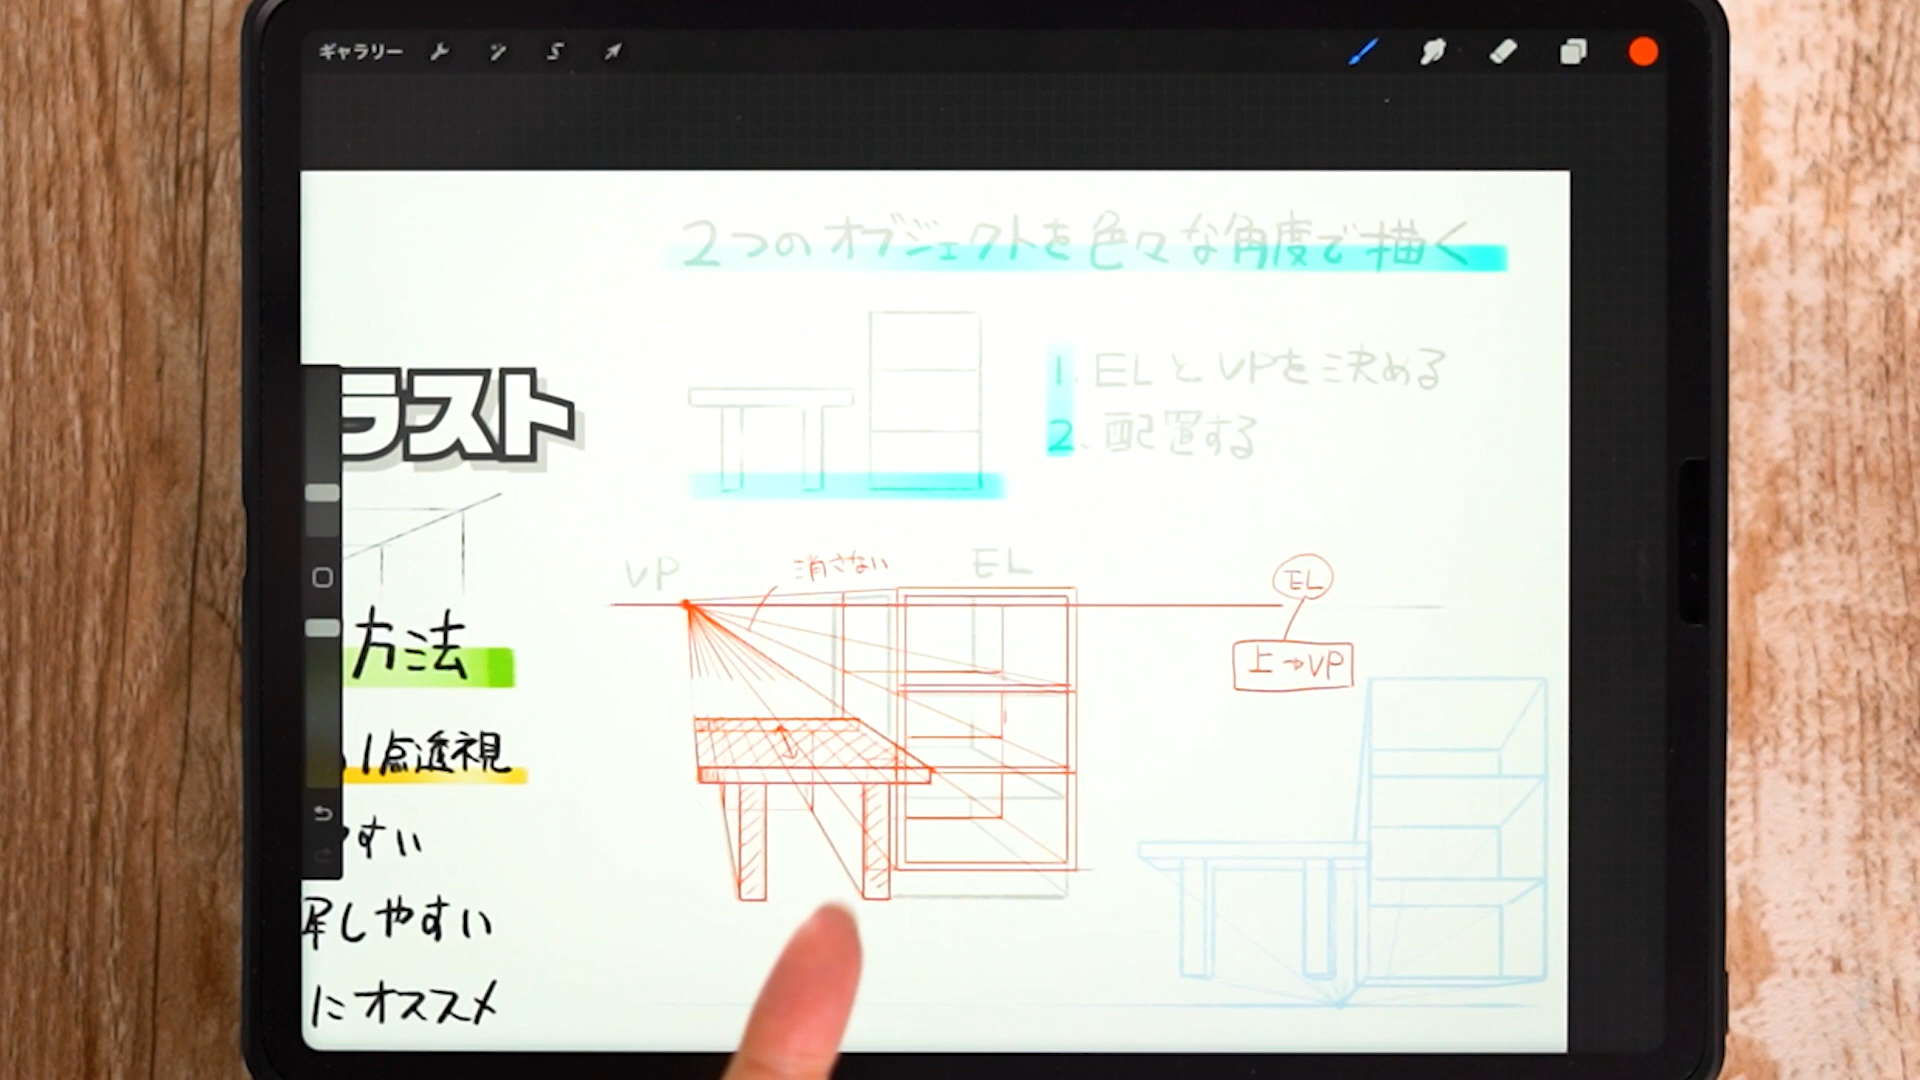 ギャラリー
2つのオブジェクトを色々な角度で描く
1. ELとVPを決める
2. 配置する
ラスト
VP
消さない
EL
EL
上→VP
方法
1点透視
すい
しやすい
にオススメ